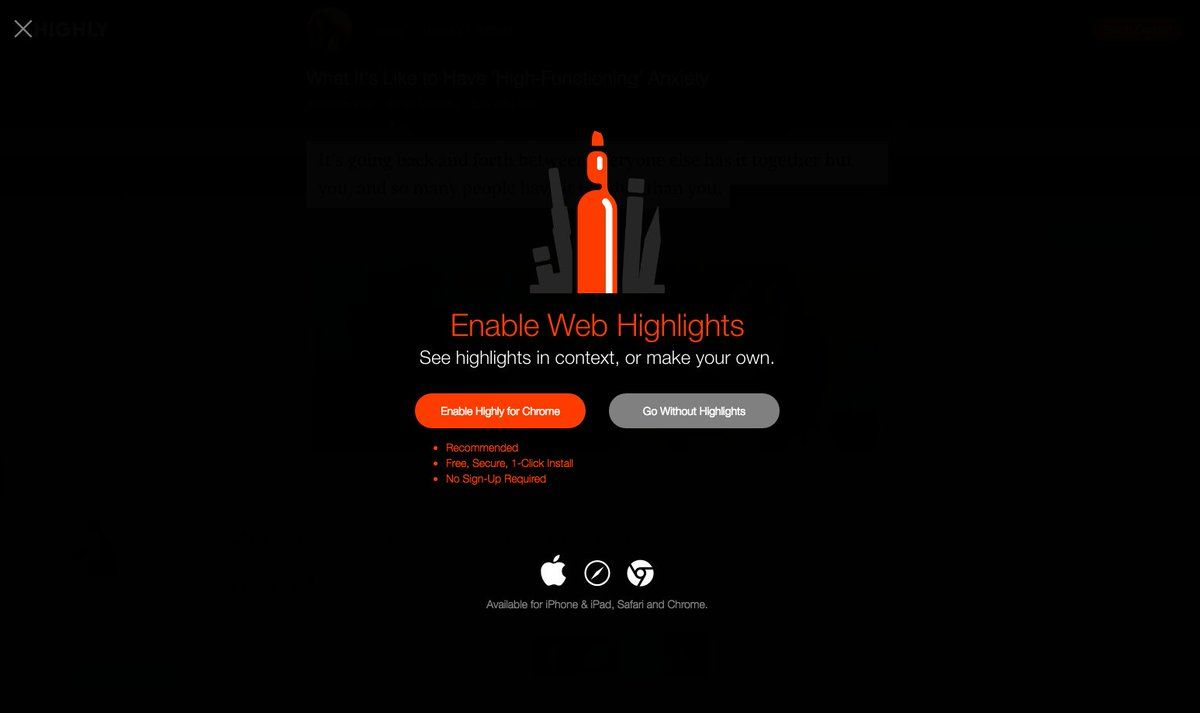 HIGHLY
What It's Like to Have 'High-Functioning' Anxiety
It's going back and forth between everyone else has it together but
you, and so many people have it than you.
Enable Web Highlights
See highlights in context, or make your own.
Enable Highly for Chrome
Go Without Highlights
Recommended
Free, Secure, 1-Click Install
No Sign-Up Required
Available for iPhone & iPad, Safari and Chrome.